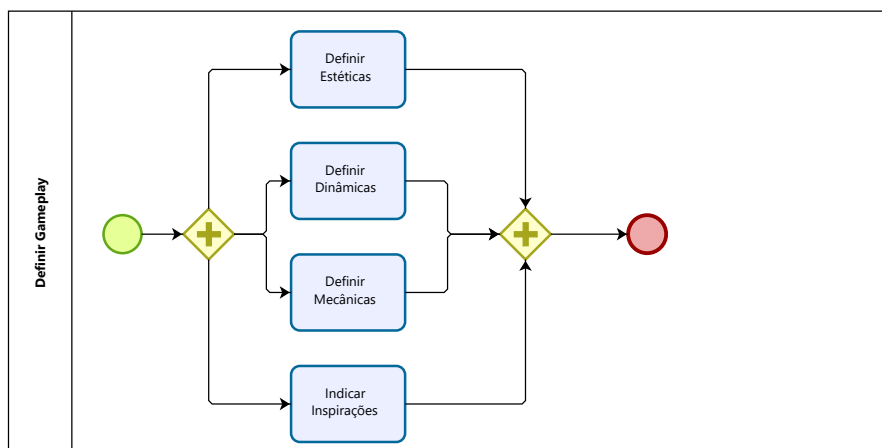 Definir Gameplay
Definir
Estéticas
Definir
Dinâmicas
Definir
Mecânicas
Indicar
Inspirações